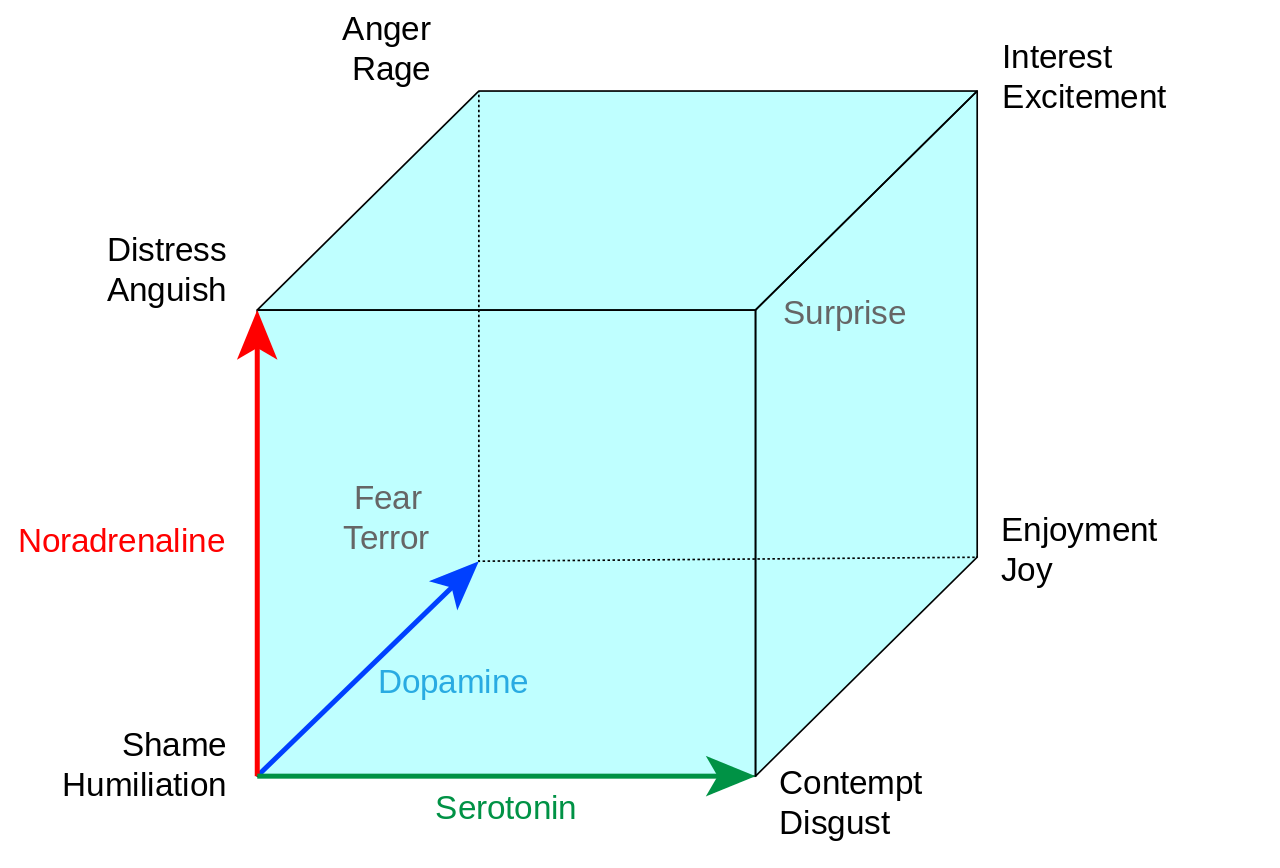 Anger
Rage
Interest
Excitement
Distress
Anguish
Surprise
Fear
Terror
Noradrenaline
Enjoyment
Joy
Dopamine
Shame
Humiliation
Contempt
Disgust
Serotonin